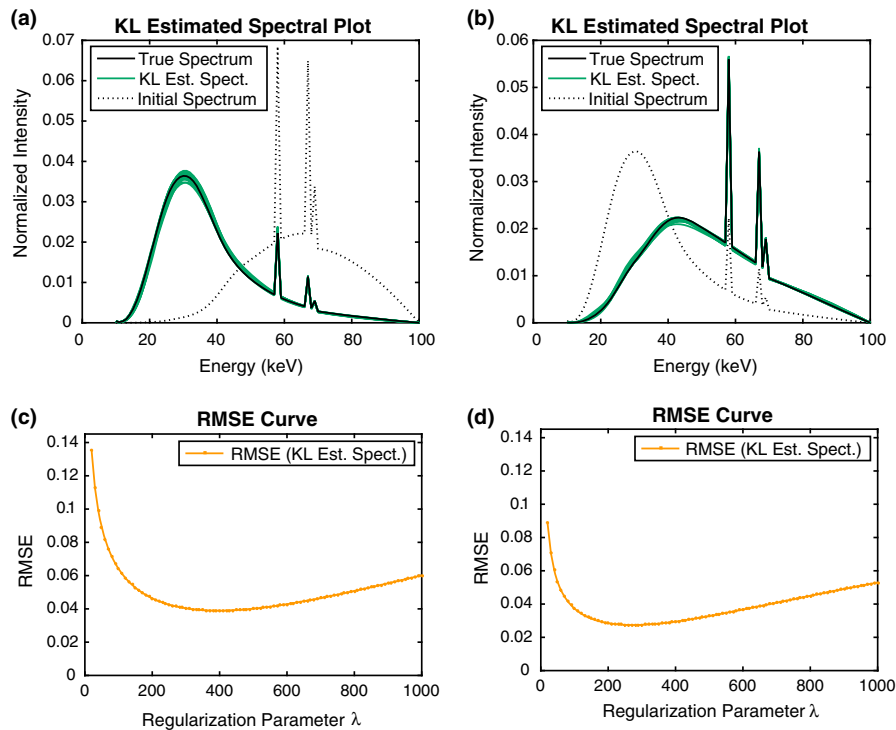 (a)
KL Estimated Spectral Plot
0.07
0.06
0.05
0.04
0.03
0.02
0.01
0
Normalized Intensity
True Spectrum
KL Est. Spect.
Initial Spectrum
0 20 40 60 80 100
Energy (keV)
(b)
KL Estimated Spectral Plot
0.06
0.05
0.04
0.03
0.02
0.01
0
Normalized Intensity
True Spectrum
KL Est. Spect.
Initial Spectrum
0 20 40 60 80 100
Energy (keV)
(c)
RMSE Curve
0.14
0.12
0.1
0.08
0.06
0.04
0.02
0
RMSE
RMSE (KL Est. Spect.)
0 200 400 600 800 1000
Regularization Parameter λ
(d)
RMSE Curve
0.14
0.12
0.1
0.08
0.06
0.04
0.02
0
RMSE
RMSE (KL Est. Spect.)
0 200 400 600 800 1000
Regularization Parameter λ